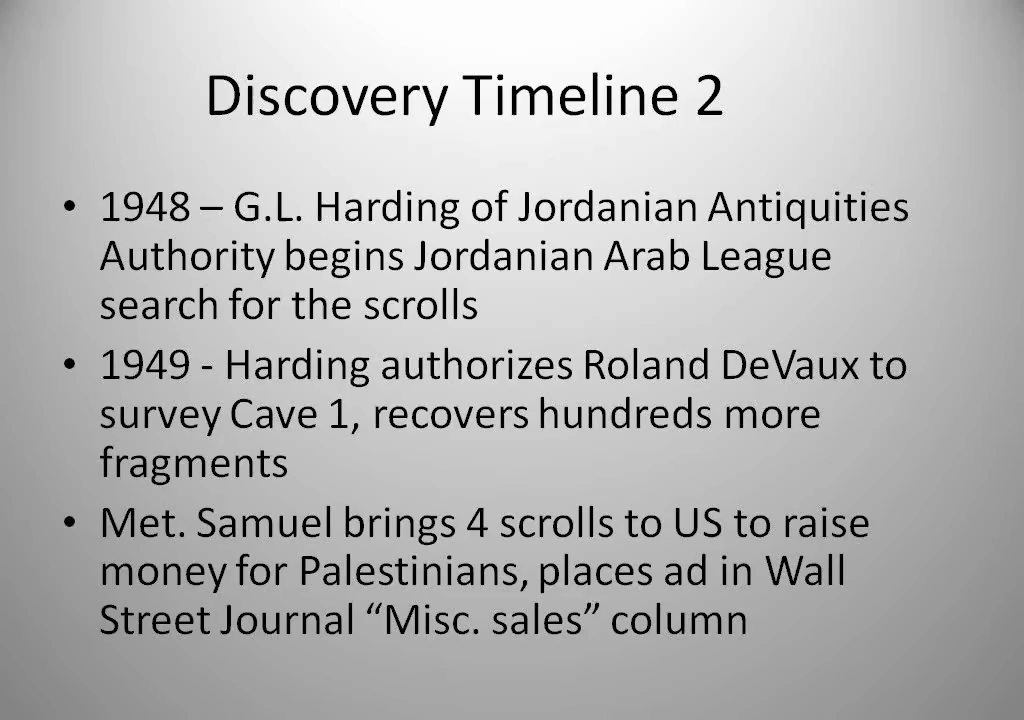 Discovery Timeline 2
• 1948 – G.L. Harding of Jordanian Antiquities
Authority begins Jordanian Arab League
search for the scrolls
• 1949 - Harding authorizes Roland DeVaux to
survey Cave 1, recovers hundreds more
fragments
• Met. Samuel brings 4 scrolls to US to raise
money for Palestinians, places ad in Wall
Street Journal “Misc. sales” column